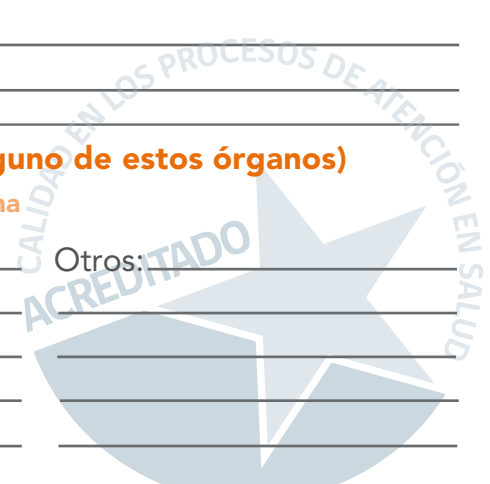 CALIDAD EN LOS PROCESOS DE ATENCIÓN EN SALUD
guno de estos órganos)
na
Otros:
ACREDITADO